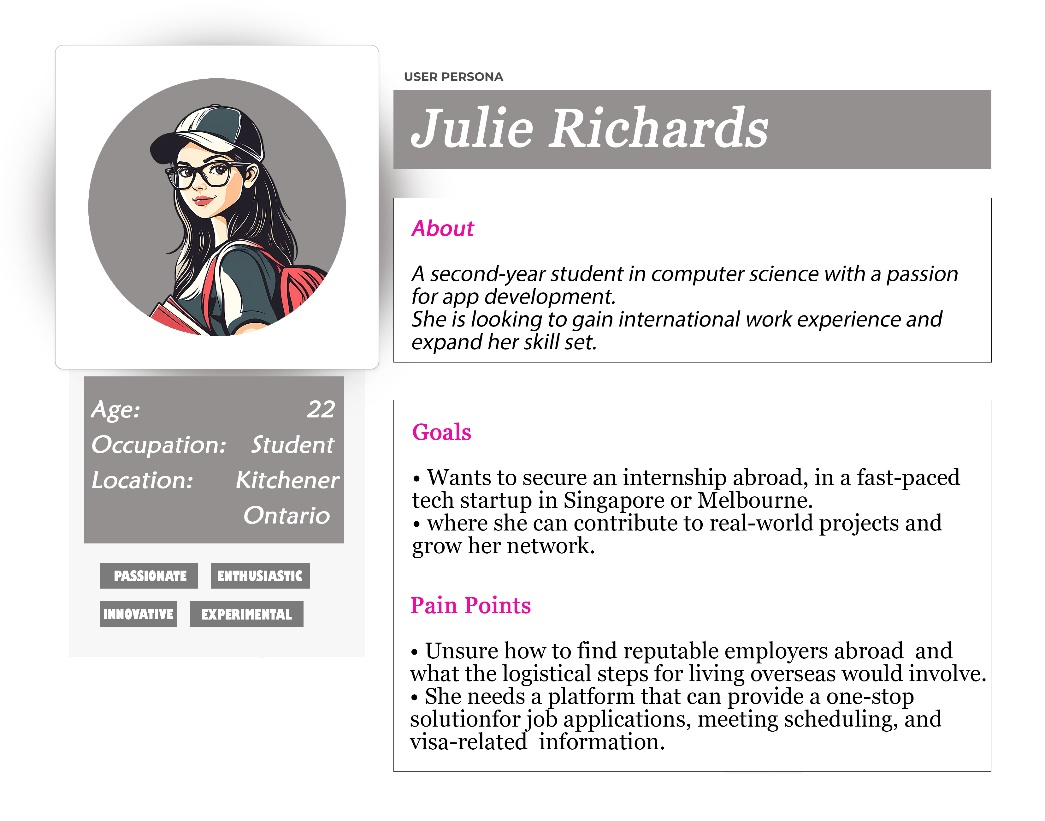 USER PERSONA
Julie Richards
About
A second-year student in computer science with a passion
for app development.
She is looking to gain international work experience and
expand her skill set.
Age: 22
Occupation: Student
Location: Kitchener
Ontario
PASSIONATE ENTHUSIASTIC
INNOVATIVE EXPERIMENTAL
Goals
• Wants to secure an internship abroad, in a fast-paced
tech startup in Singapore or Melbourne.
• where she can contribute to real-world projects and
grow her network.
Pain Points
• Unsure how to find reputable employers abroad  and
what the logistical steps for living overseas would involve.
• She needs a platform that can provide a one-stop
solutionfor job applications, meeting scheduling, and
visa-related  information.